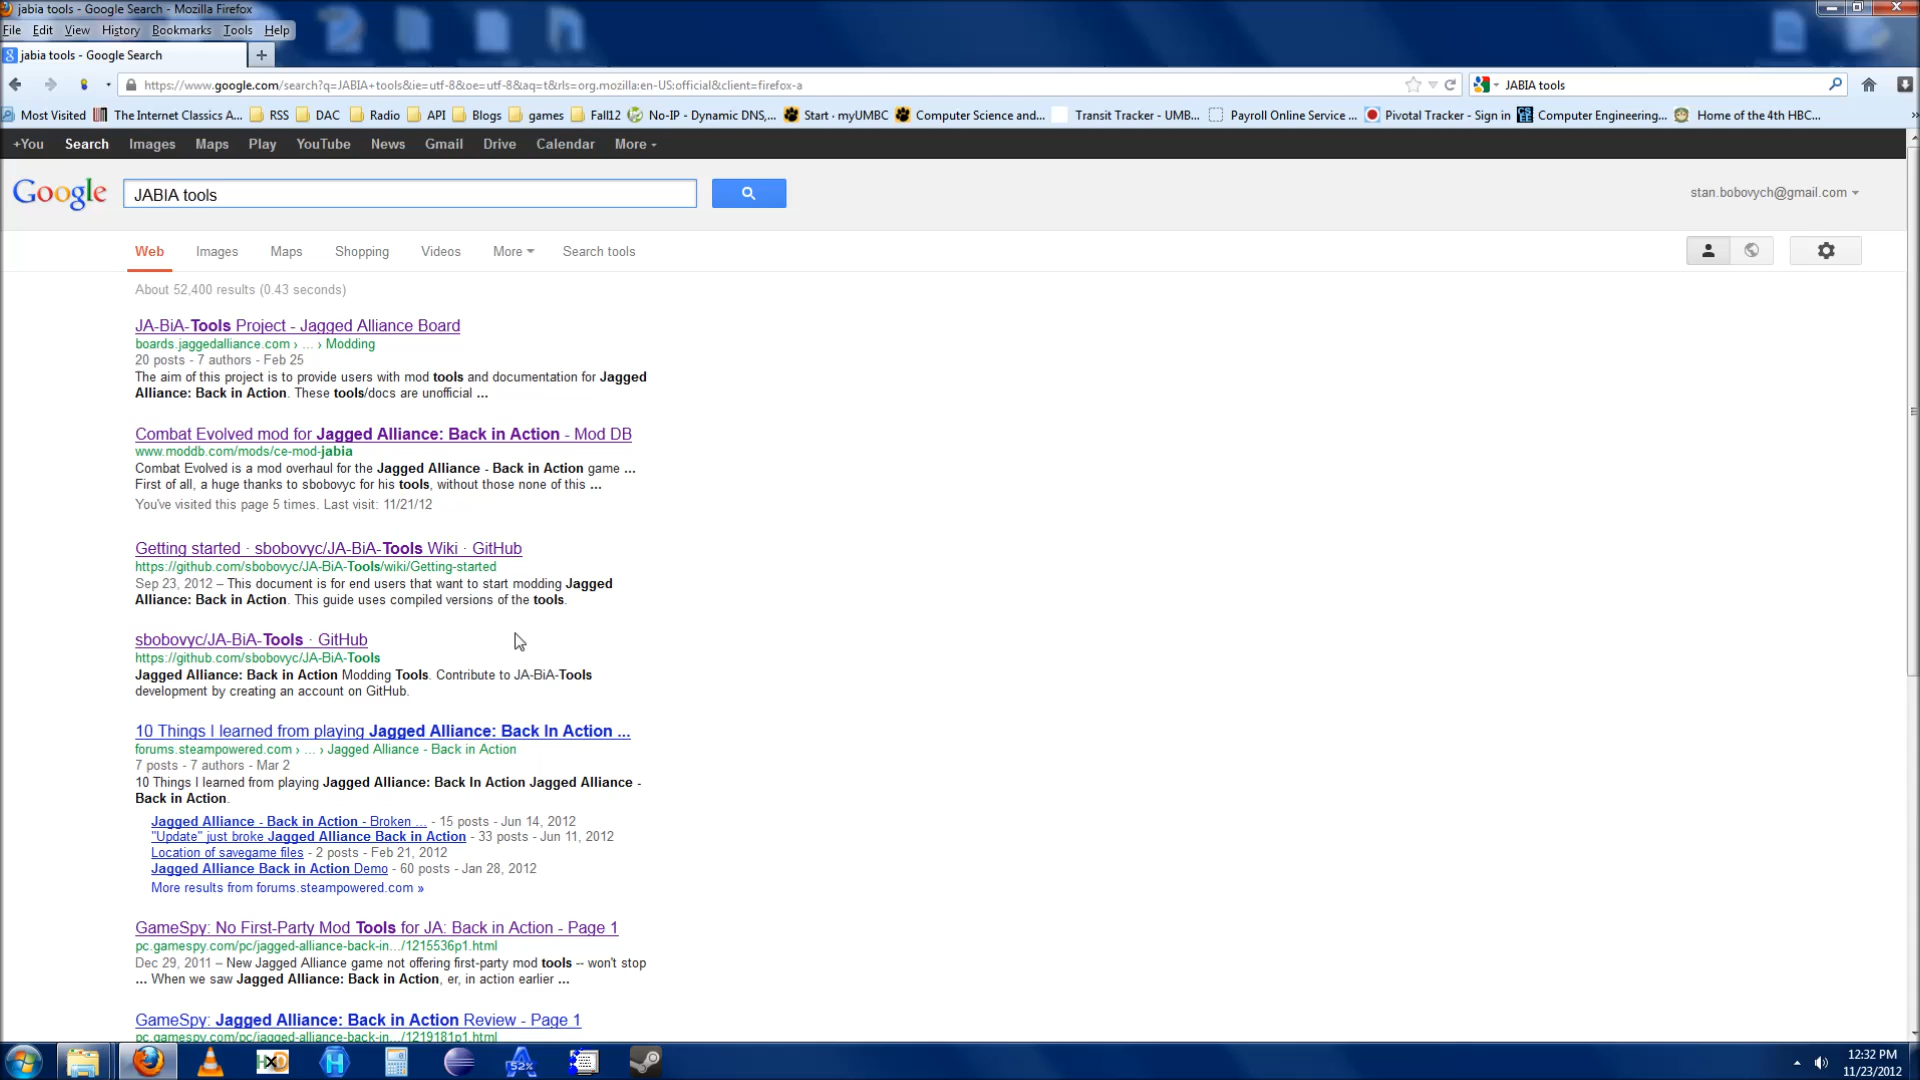 jabia tools - Google Search - Mozilla Firefox
File Edit View History Bookmarks Tools Help
jabia tools - Google Search
https://www.google.com/search?q=JABIA+tools&ie=utf-8&oe=utf-8&aq=t&rls=org.mozilla:en-US:official&client=firefox-a
JABIA tools
Most Visited The Internet Classics A... RSS DAC Radio API Blogs games Fall12 No-IP - Dynamic DNS,... Start · myUMBC Computer Science and... Transit Tracker - UMB... Payroll Online Service ... Pivotal Tracker - Sign in Computer Engineering,... Home of the 4th HBC...
+You Search Images Maps Play YouTube News Gmail Drive Calendar More
Google JABIA tools stan.bobovych@gmail.com
Web Images Maps Shopping Videos More Search tools
About 52,400 results (0.43 seconds)
JA-BiA-Tools Project - Jagged Alliance Board
boards.jaggedalliance.com › ... › Modding
20 posts - 7 authors - Feb 25
The aim of this project is to provide users with mod tools and documentation for Jagged
Alliance: Back in Action. These tools/docs are unofficial ...
Combat Evolved mod for Jagged Alliance: Back in Action - Mod DB
www.moddb.com/mods/ce-mod-jabia
Combat Evolved is a mod overhaul for the Jagged Alliance - Back in Action game ...
First of all, a huge thanks to sbobovyc for his tools, without those none of this ...
You've visited this page 5 times. Last visit: 11/21/12
Getting started · sbobovyc/JA-BiA-Tools Wiki · GitHub
https://github.com/sbobovyc/JA-BiA-Tools/wiki/Getting-started
Sep 23, 2012 – This document is for end users that want to start modding Jagged
Alliance: Back in Action. This guide uses compiled versions of the tools.
sbobovyc/JA-BiA-Tools · GitHub
https://github.com/sbobovyc/JA-BiA-Tools
Jagged Alliance: Back in Action Modding Tools. Contribute to JA-BiA-Tools
development by creating an account on GitHub.
10 Things I learned from playing Jagged Alliance: Back In Action ...
forums.steampowered.com › ... › Jagged Alliance - Back in Action
7 posts - 7 authors - Mar 2
10 Things I learned from playing Jagged Alliance: Back In Action Jagged Alliance -
Back in Action.
Jagged Alliance - Back in Action - Broken ... - 15 posts - Jun 14, 2012
"Update" just broke Jagged Alliance Back in Action - 33 posts - Jun 11, 2012
Location of savegame files - 2 posts - Feb 21, 2012
Jagged Alliance Back in Action Demo - 60 posts - Jan 28, 2012
More results from forums.steampowered.com »
GameSpy: No First-Party Mod Tools for JA: Back in Action - Page 1
pc.gamespy.com/pc/jagged-alliance-back-in.../1215536p1.html
Dec 29, 2011 – New Jagged Alliance game not offering first-party mod tools -- won't stop
... When we saw Jagged Alliance: Back in Action, er, in action earlier ...
GameSpy: Jagged Alliance: Back in Action Review - Page 1
pc.gamespy.com/pc/jagged-alliance-back-in.../1219181p1.html
52%
12:32 PM
11/23/2012